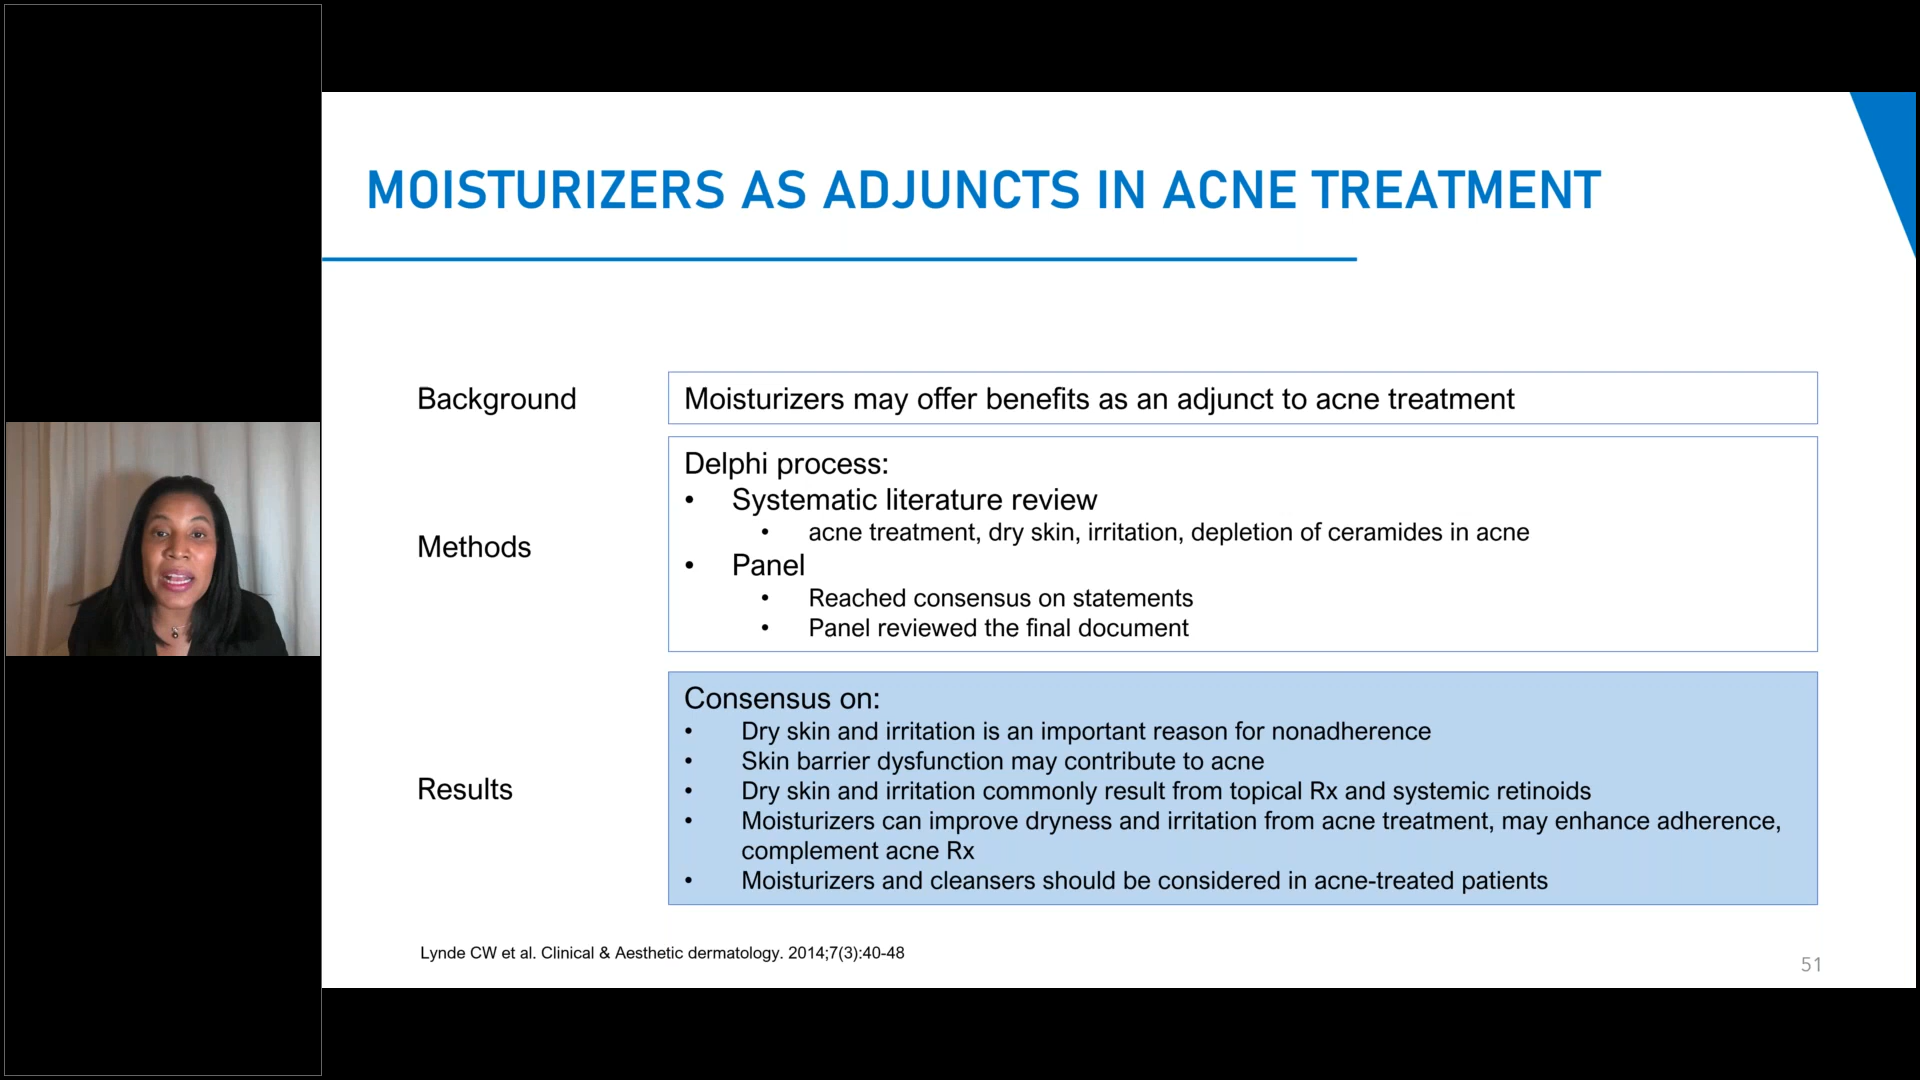 MOISTURIZERS AS ADJUNCTS IN ACNE TREATMENT
Background
Moisturizers may offer benefits as an adjunct to acne treatment
Methods
Delphi process:
• Systematic literature review
• acne treatment, dry skin, irritation, depletion of ceramides in acne
• Panel
• Reached consensus on statements
• Panel reviewed the final document
Results
Consensus on:
• Dry skin and irritation is an important reason for nonadherence
• Skin barrier dysfunction may contribute to acne
• Dry skin and irritation commonly result from topical Rx and systemic retinoids
• Moisturizers can improve dryness and irritation from acne treatment, may enhance adherence,
complement acne Rx
• Moisturizers and cleansers should be considered in acne-treated patients
Lynde CW et al. Clinical & Aesthetic dermatology. 2014;7(3):40-48
51